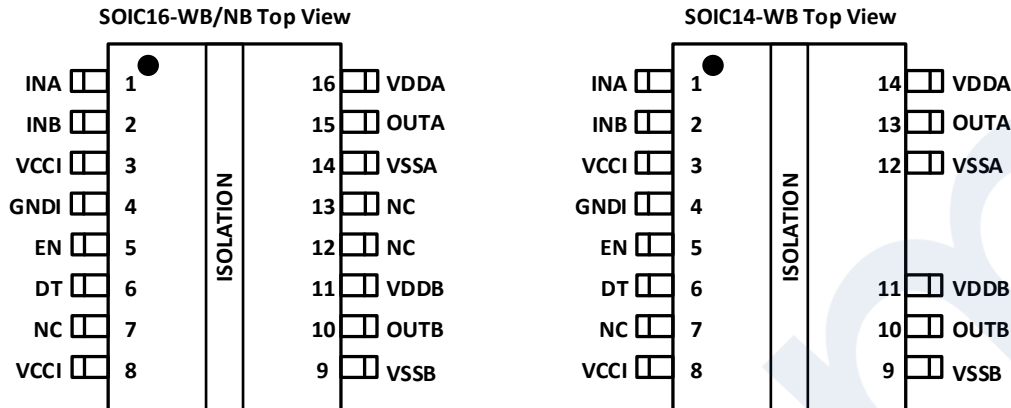 SOIC16-WB/NB Top View
INA 1 16 VDDA
INB 2 15 OUTA
VCCI 3 14 VSSA
GNDI 4 13 NC
EN 5 12 NC
DT 6 11 VDDB
NC 7 10 OUTB
VCCI 8 9 VSSB
ISOLATION
SOIC14-WB Top View
INA 1 14 VDDA
INB 2 13 OUTA
VCCI 3 12 VSSA
GNDI 4
EN 5
DT 6 11 VDDB
NC 7 10 OUTB
VCCI 8 9 VSSB
ISOLATION